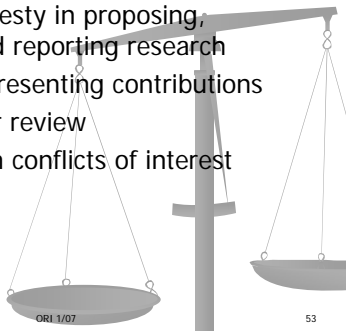 esty in proposing,
d reporting research
resenting contributions
r review
n conflicts of interest
ORI 1/07
53